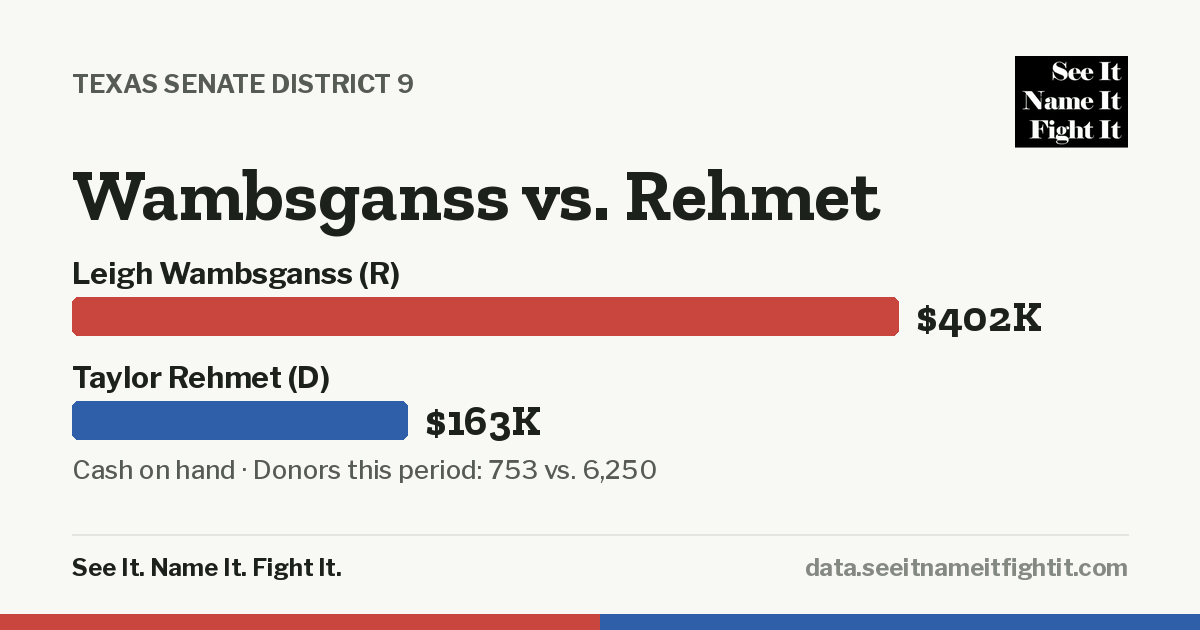 TEXAS SENATE DISTRICT 9
See It
Name It
Fight It
Wambsganss vs. Rehmet
Leigh Wambsganss (R)
$402K
Taylor Rehmet (D)
$163K
Cash on hand · Donors this period: 753 vs. 6,250
See It. Name It. Fight It.
data.seeitnameitfightit.com